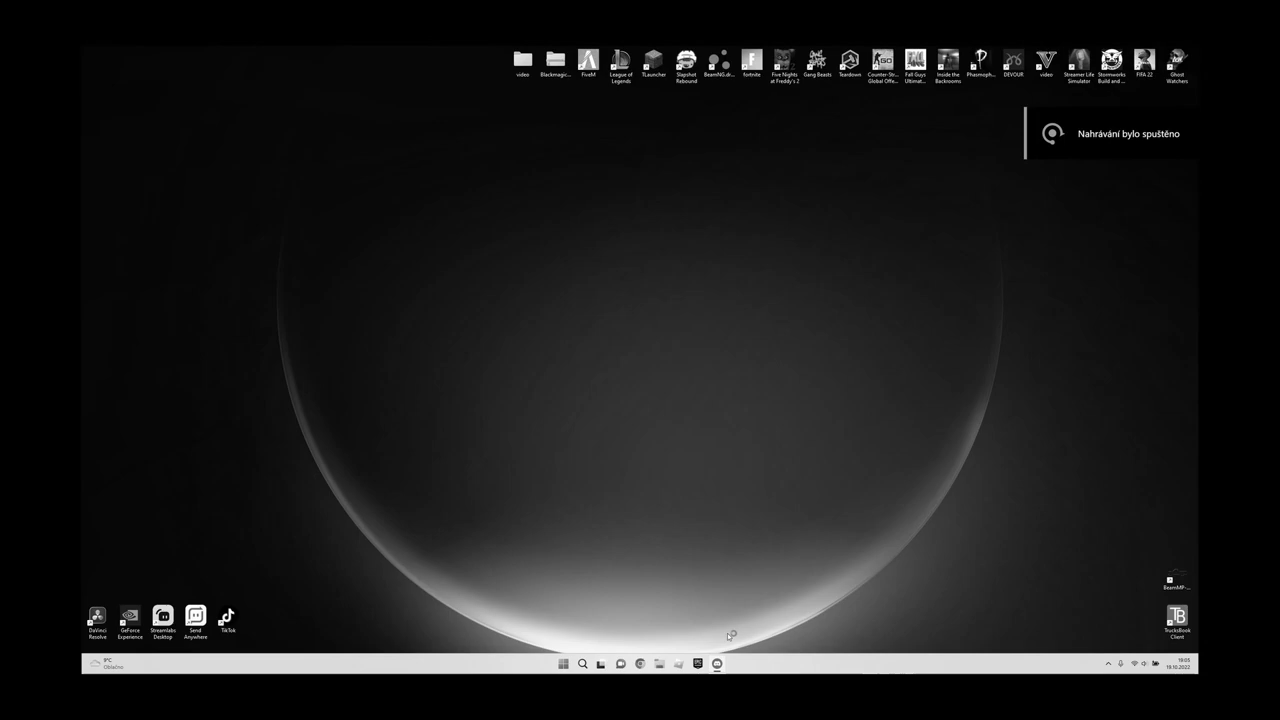 video
Blackmagic...
FiveM
League of
Legends
TLauncher
Slapshot
Rebound
BeamNG.dr...
fortnite
Five Nights
at Freddy's 2
Gang Beasts
Teardown
Counter-Str...
Global Offe...
Fall Guys
Ultimat...
Inside the
Backrooms
Phasmoph...
DEVOUR
video
Streamer Life
Simulator
Stormworks
Build and ...
FIFA 22
Ghost
Watchers
Nahrávání bylo spuštěno
BeamMP-...
DaVinci
Resolve
GeForce
Experience
Streamlabs
Desktop
Send
Anywhere
TikTok
TrucksBook
Client
9°C
Oblačno
18:05
19.10.2022